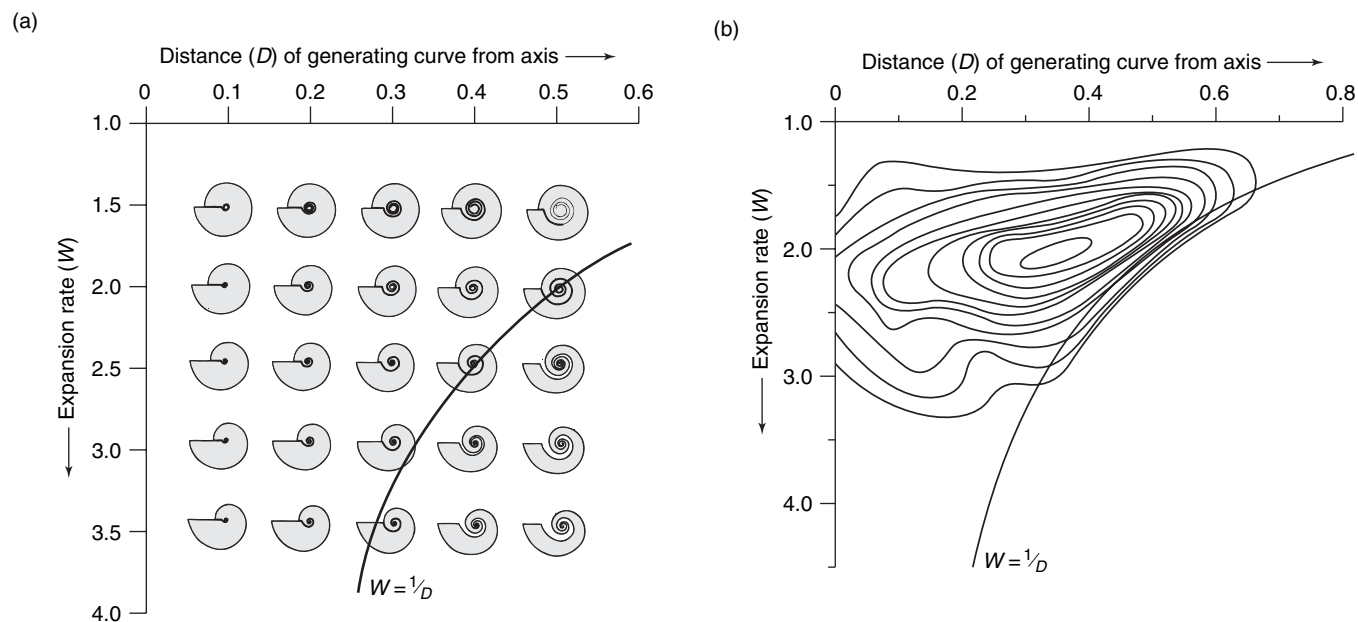 (a)
Distance (D) of generating curve from axis
0 0.1 0.2 0.3 0.4 0.5 0.6
1.0
1.5
2.0
2.5
3.0
3.5
4.0
Expansion rate (W)
W = 1/D
(b)
Distance (D) of generating curve from axis
0 0.2 0.4 0.6 0.8
1.0
2.0
3.0
4.0
Expansion rate (W)
W = 1/D